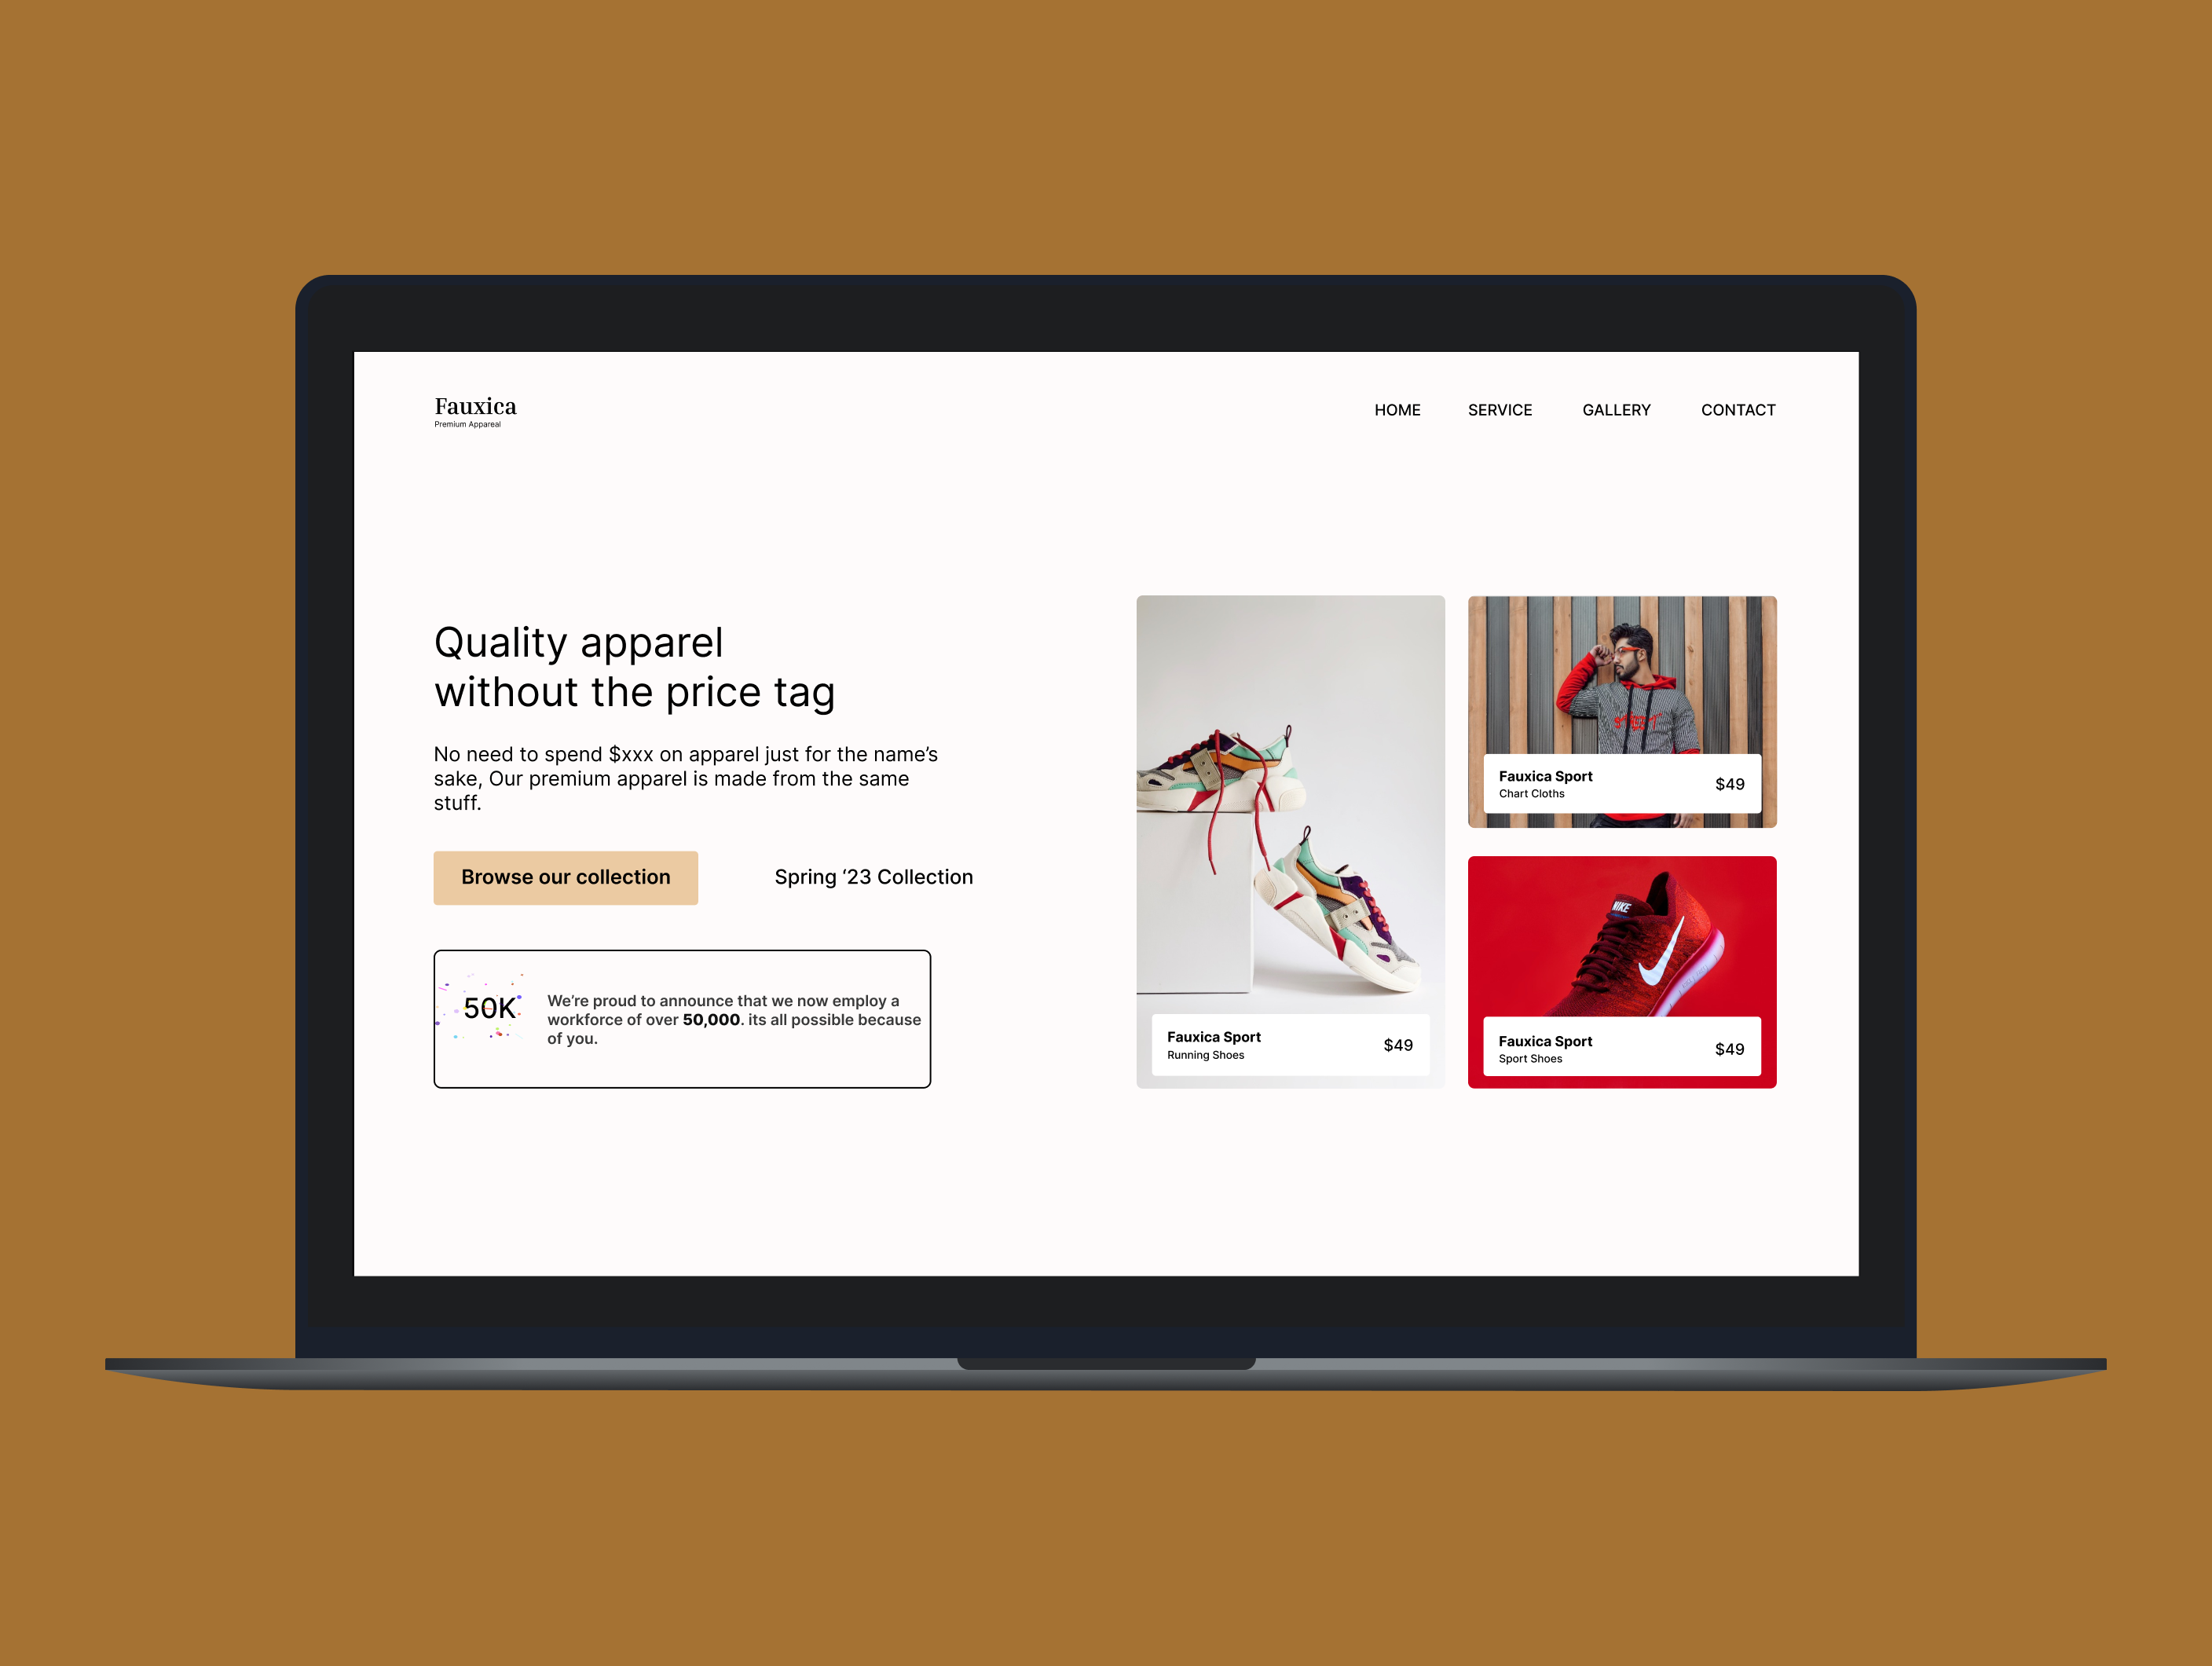 Fauxica
Premium Appareal
HOME SERVICE GALLERY CONTACT
Quality apparel
without the price tag
No need to spend $xxx on apparel just for the name’s
sake, Our premium apparel is made from the same
stuff.
Browse our collection
Spring ‘23 Collection
50K
We’re proud to announce that we now employ a
workforce of over 50,000. its all possible because
of you.
Fauxica Sport
Running Shoes
$49
Fauxica Sport
Chart Cloths
$49
NIKE
Fauxica Sport
Sport Shoes
$49